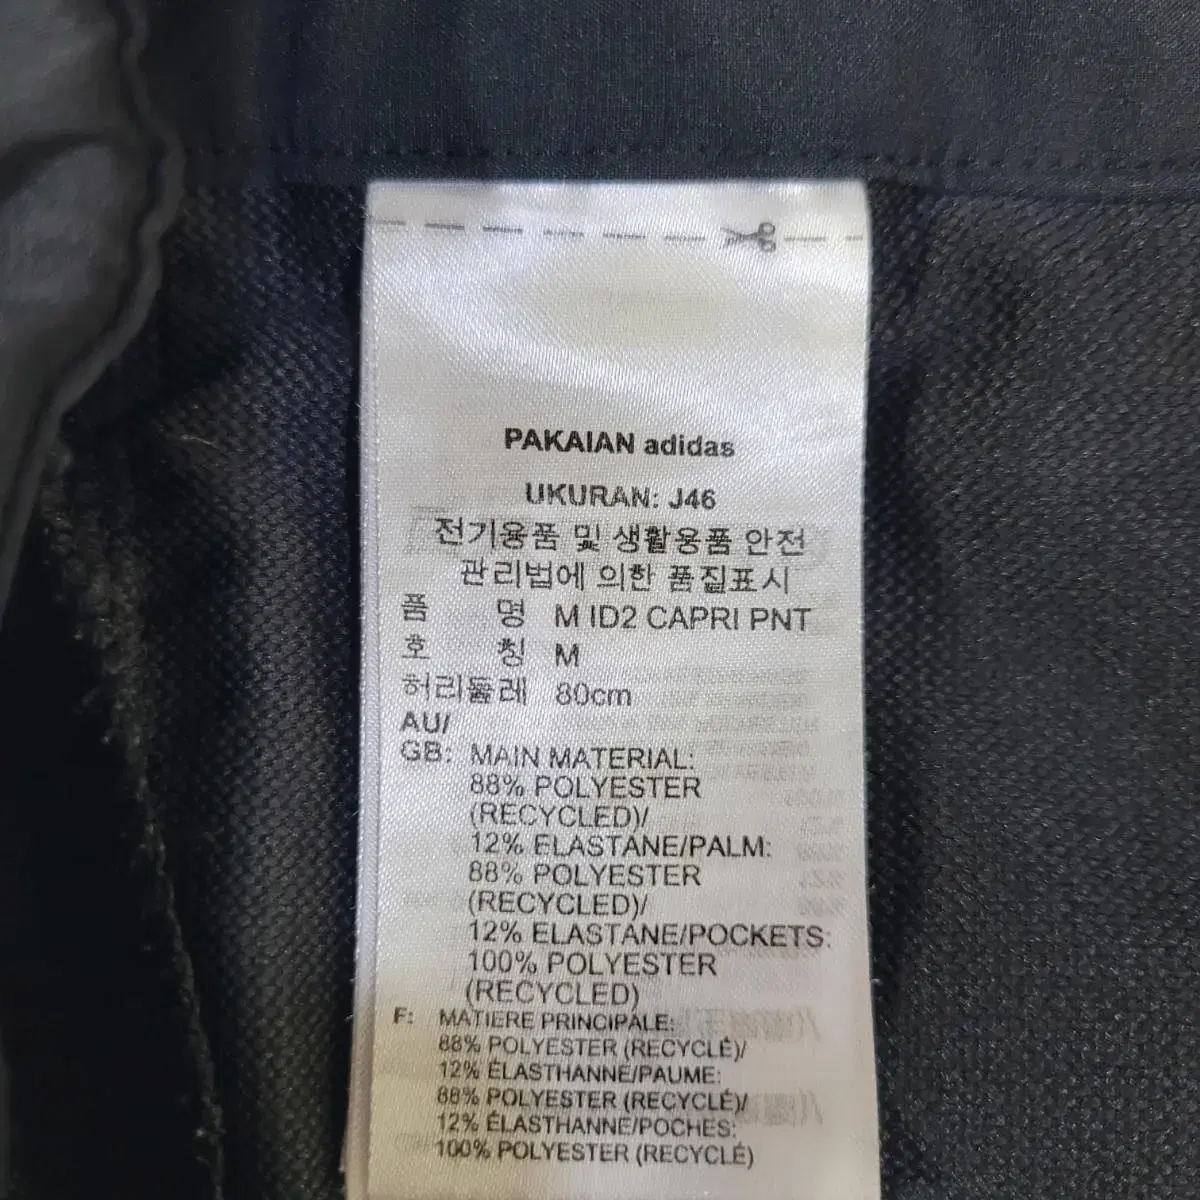 PAKAIAN adidas
UKURAN: J46
전기용품 및 생활용품 안전
관리법에 의한 품질표시
품 명 M ID2 CAPRI PNT
호 칭 M
허리둘레 80cm
AU/
GB: MAIN MATERIAL:
88% POLYESTER
(RECYCLED)/
12% ELASTANE/PALM:
88% POLYESTER
(RECYCLED)/
12% ELASTANE/POCKETS:
100% POLYESTER
(RECYCLED)
F: MATIERE PRINCIPALE:
88% POLYESTER (RECYCLÉ)/
12% ÉLASTHANNE/PAUME:
88% POLYESTER (RECYCLÉ)/
12% ÉLASTHANNE/POCHES:
100% POLYESTER (RECYCLÉ)